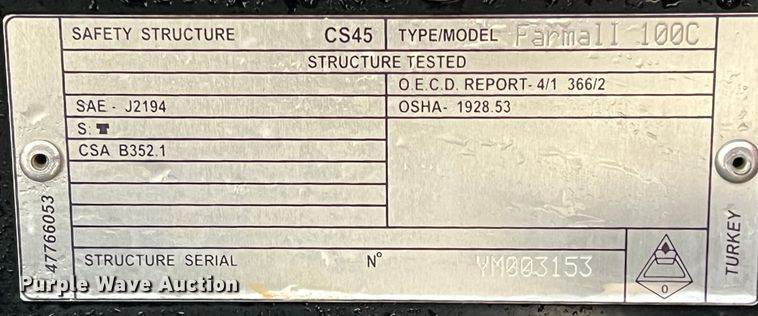 SAFETY STRUCTURE CS45 TYPE/MODEL Farmall 100C
STRUCTURE TESTED
O.E.C.D. REPORT- 4/1 366/2
SAE - J2194 OSHA- 1928.53
S:
CSA B352.1
STRUCTURE SERIAL N° YM003153
0
47766053
TURKEY
Purple Wave Auction